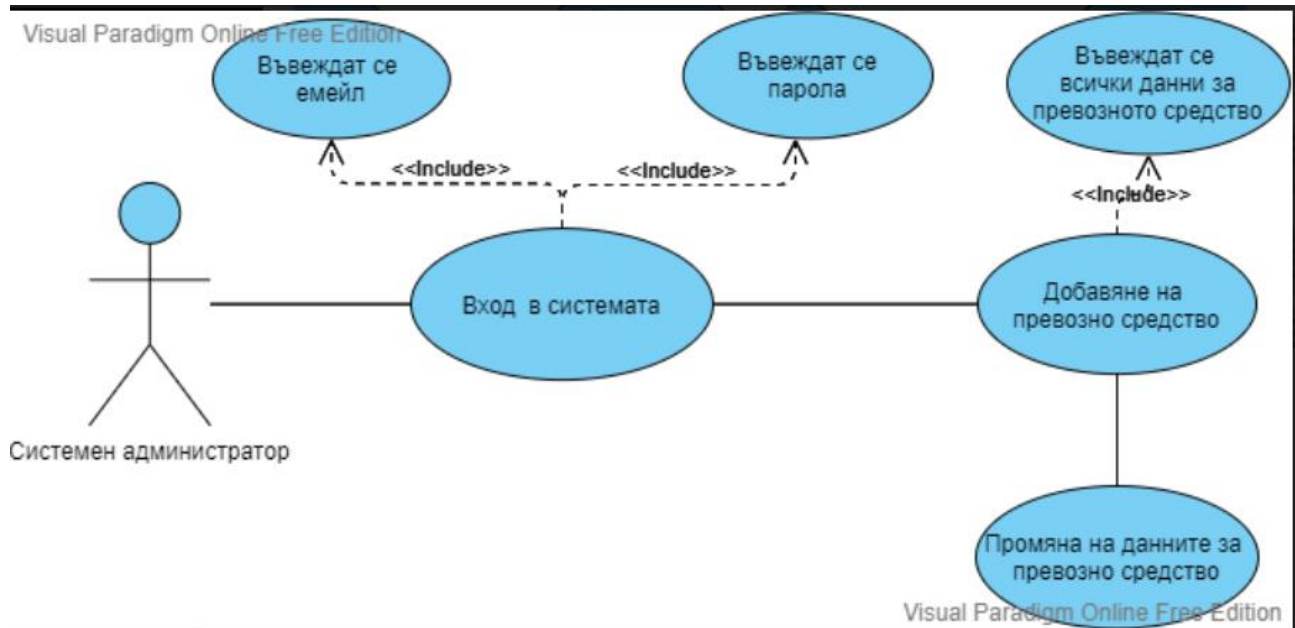 Visual Paradigm Online Free Edition
Въвеждат се
емейл
Въвеждат се
парола
Въвеждат се
всички данни за
превозното средство
<<Include>>
<<Include>>
<<Include>>
Вход в системата
Добавяне на
превозно средство
Системен администратор
Промяна на данните за
превозно средство
Visual Paradigm Online Free Edition